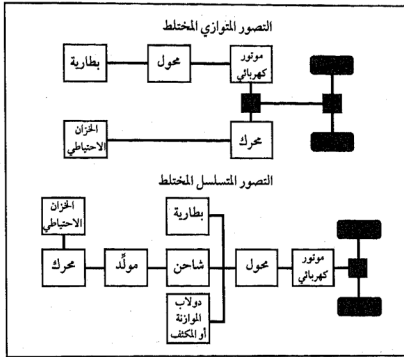 التصور المتوازي المختلط
موتور
كهربائي
محول
بطارية
محرك
الخزان
الاحتياطي
التصور المتسلسل المختلط
الخزان
الاحتياطي
بطارية
محرك
مولّد
شاحن
محول
موتور
كهربائي
دولاب
الموازنة
أو المكثف